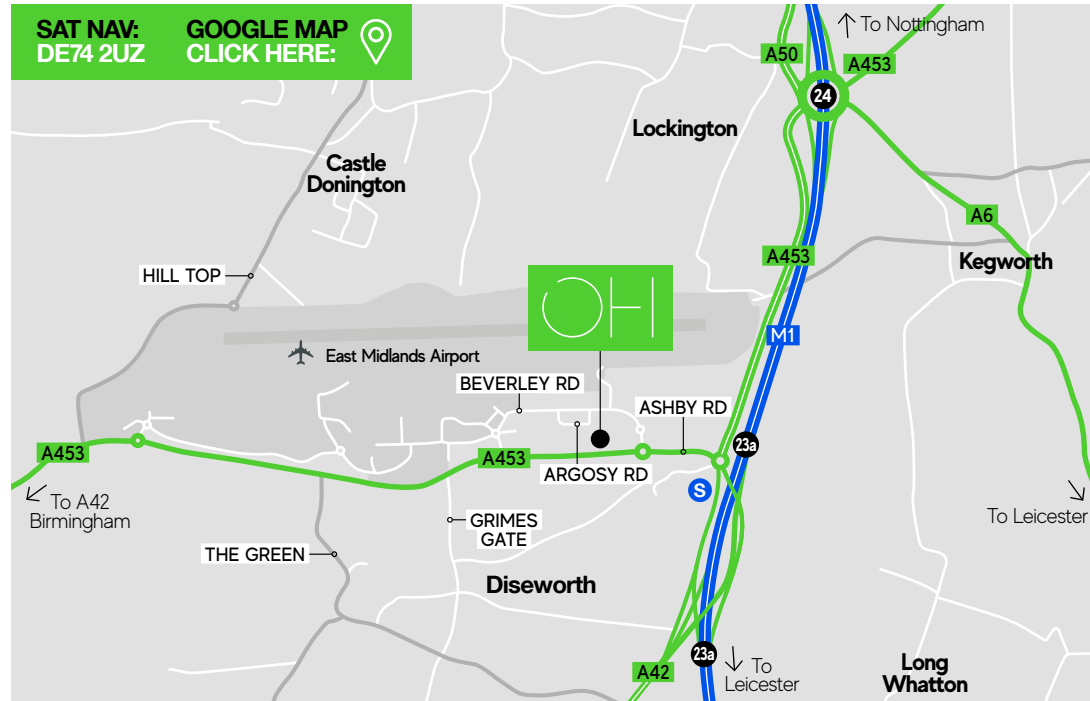 SAT NAV:
DE74 2UZ
GOOGLE MAP
CLICK HERE:
To Nottingham
A50
A453
24
Lockington
Castle
Donington
A6
A453
Kegworth
HILL TOP
OH
M1
East Midlands Airport
BEVERLEY RD
ASHBY RD
23a
A453
A453
ARGOSY RD
S
To A42
Birmingham
To Leicester
GRIMES
GATE
THE GREEN
Diseworth
23a
To
Leicester
A42
Long
Whatton